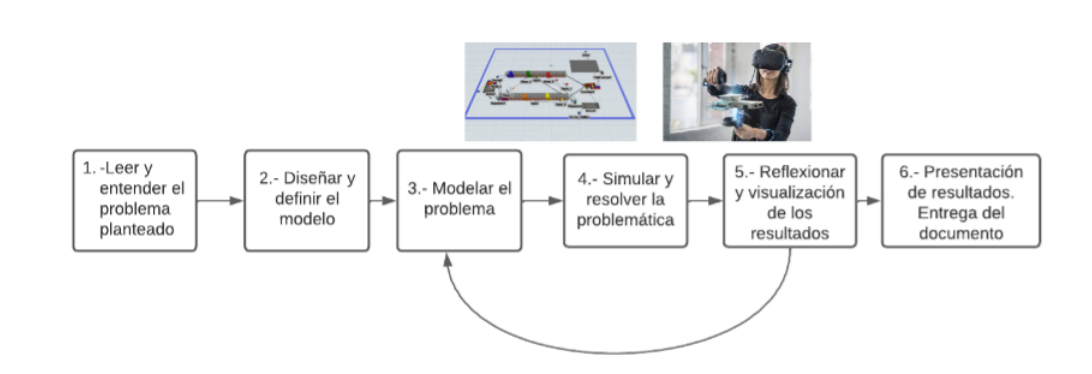 1. -Leer y
entender el
problema
planteado
2.- Diseñar y
definir el
modelo
3.- Modelar el
problema
4.- Simular y
resolver la
problemática
5.- Reflexionar
y visualización
de los
resultados
6.- Presentación
de resultados.
Entrega del
documento